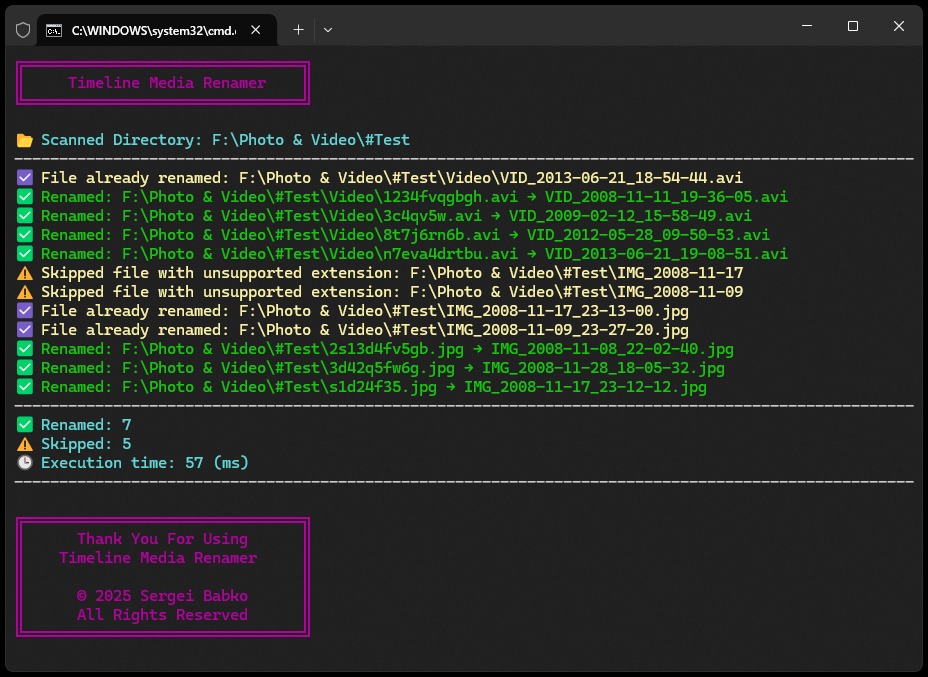 C:\WINDOWS\system32\cmd.
Timeline Media Renamer
Scanned Directory: F:\Photo & Video\#Test
File already renamed: F:\Photo & Video\#Test\Video\VID_2013-06-21_18-54-44.avi
Renamed: F:\Photo & Video\#Test\Video\1234fvqgbgh.avi → VID_2008-11-11_19-36-05.avi
Renamed: F:\Photo & Video\#Test\Video\3c4qv5w.avi → VID_2009-02-12_15-58-49.avi
Renamed: F:\Photo & Video\#Test\Video\8t7j6rn6b.avi → VID_2012-05-28_09-50-53.avi
Renamed: F:\Photo & Video\#Test\Video\n7eva4drtbu.avi → VID_2013-06-21_19-08-51.avi
Skipped file with unsupported extension: F:\Photo & Video\#Test\IMG_2008-11-17
Skipped file with unsupported extension: F:\Photo & Video\#Test\IMG_2008-11-09
File already renamed: F:\Photo & Video\#Test\IMG_2008-11-17_23-13-00.jpg
File already renamed: F:\Photo & Video\#Test\IMG_2008-11-09_23-27-20.jpg
Renamed: F:\Photo & Video\#Test\2s13d4fv5gb.jpg → IMG_2008-11-08_22-02-40.jpg
Renamed: F:\Photo & Video\#Test\3d42q5fw6g.jpg → IMG_2008-11-28_18-05-32.jpg
Renamed: F:\Photo & Video\#Test\s1d24f35.jpg → IMG_2008-11-17_23-12-12.jpg
Renamed: 7
Skipped: 5
Execution time: 57 (ms)
Thank You For Using
Timeline Media Renamer
© 2025 Sergei Babko
All Rights Reserved